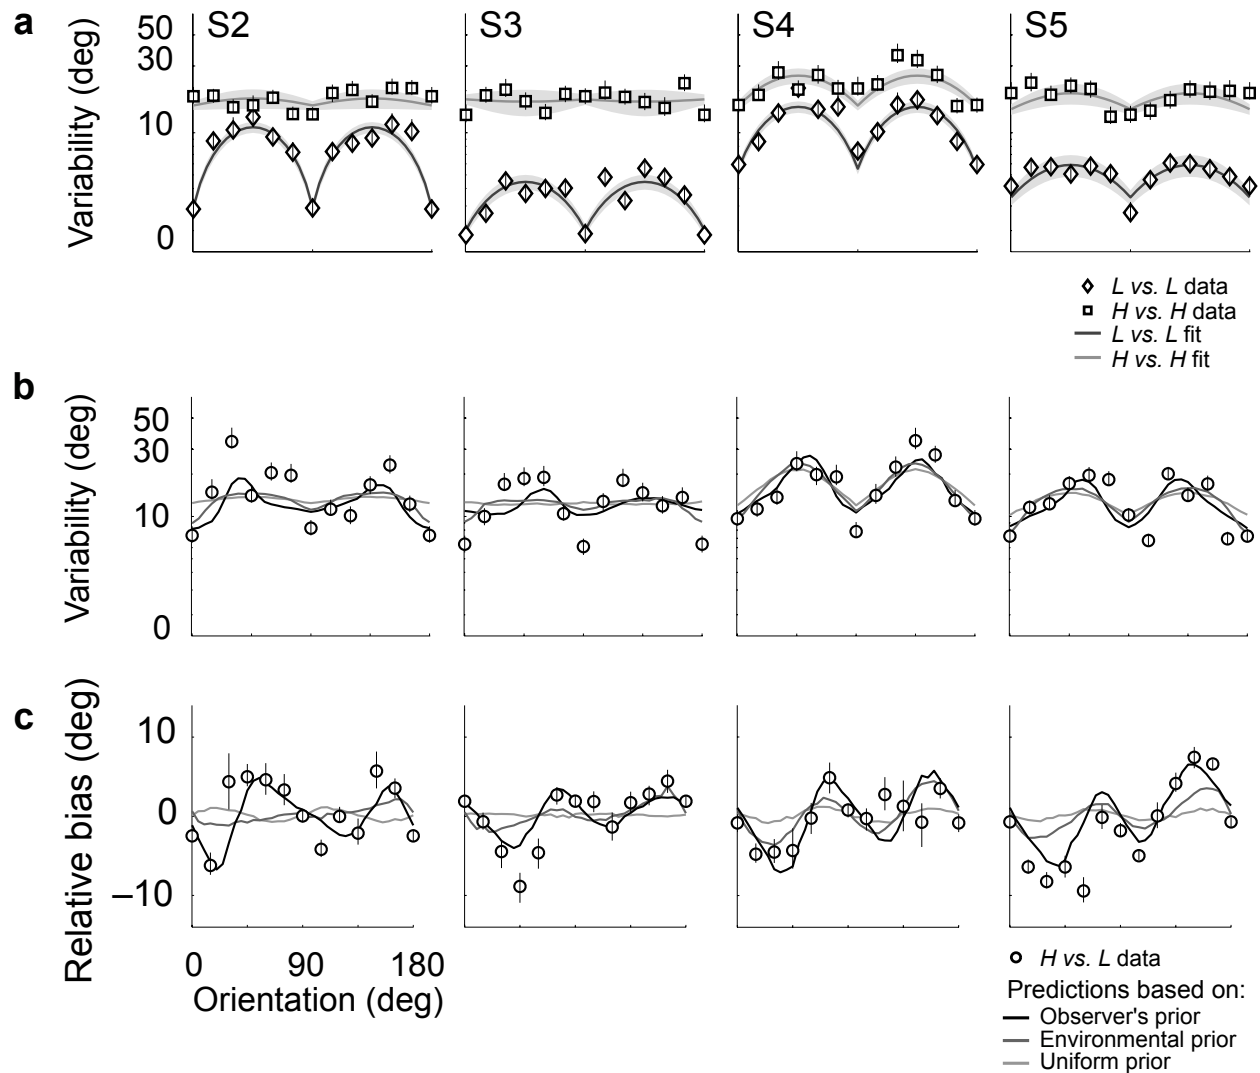 a
S2
S3
S4
S5
Variability (deg)
50
30
10
0
L vs. L data
H vs. H data
L vs. L fit
H vs. H fit
b
Variability (deg)
50
30
10
0
c
Relative bias (deg)
10
0
–10
0 90 180
Orientation (deg)
H vs. L data
Predictions based on:
Observer's prior
Environmental prior
Uniform prior